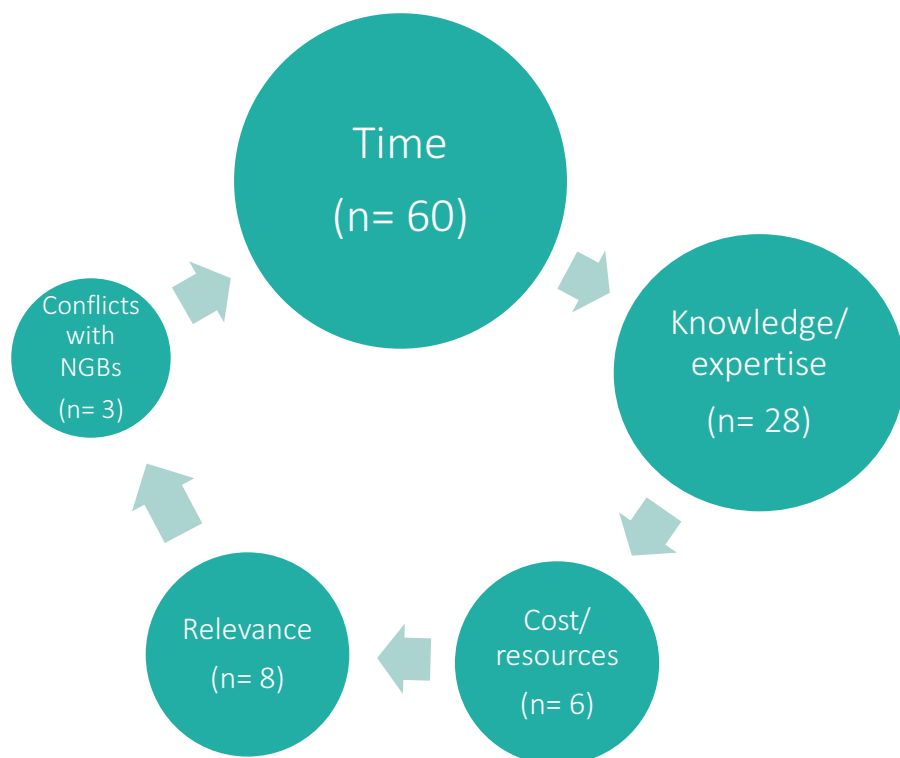 Time
(n= 60)
Knowledge/
expertise
(n= 28)
Cost/
resources
(n= 6)
Relevance
(n= 8)
Conflicts
with
NGBs
(n= 3)